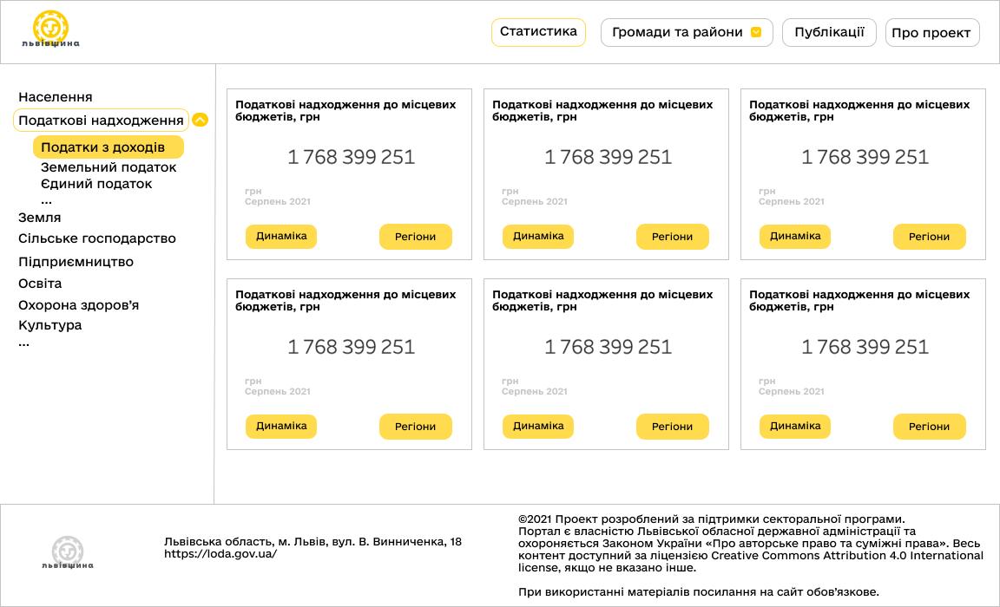 львівщина
Статистика
Громади та райони
Публікації
Про проект
Населення
Податкові надходження
Податки з доходів
Земельний податок
Єдиний податок
...
Земля
Сільське господарство
Підприємництво
Освіта
Охорона здоров’я
Культура
...
Податкові надходження до місцевих
бюджетів, грн
1 768 399 251
грн
Серпень 2021
Динаміка
Регіони
Податкові надходження до місцевих
бюджетів, грн
1 768 399 251
грн
Серпень 2021
Динаміка
Регіони
Податкові надходження до місцевих
бюджетів, грн
1 768 399 251
грн
Серпень 2021
Динаміка
Регіони
Податкові надходження до місцевих
бюджетів, грн
1 768 399 251
грн
Серпень 2021
Динаміка
Регіони
Податкові надходження до місцевих
бюджетів, грн
1 768 399 251
грн
Серпень 2021
Динаміка
Регіони
Податкові надходження до місцевих
бюджетів, грн
1 768 399 251
грн
Серпень 2021
Динаміка
Регіони
львівщина
Львівська область, м. Львів, вул. В. Винниченка, 18
https://loda.gov.ua/
©2021 Проект розроблений за підтримки секторальної програми.
Портал є власністю Львівської обласної державної адміністрації та
охороняється Законом України «Про авторське право та суміжні права». Весь
контент доступний за ліцензією Creative Commons Attribution 4.0 International
license, якщо не вказано інше.
При використанні матеріалів посилання на сайт обов’язкове.